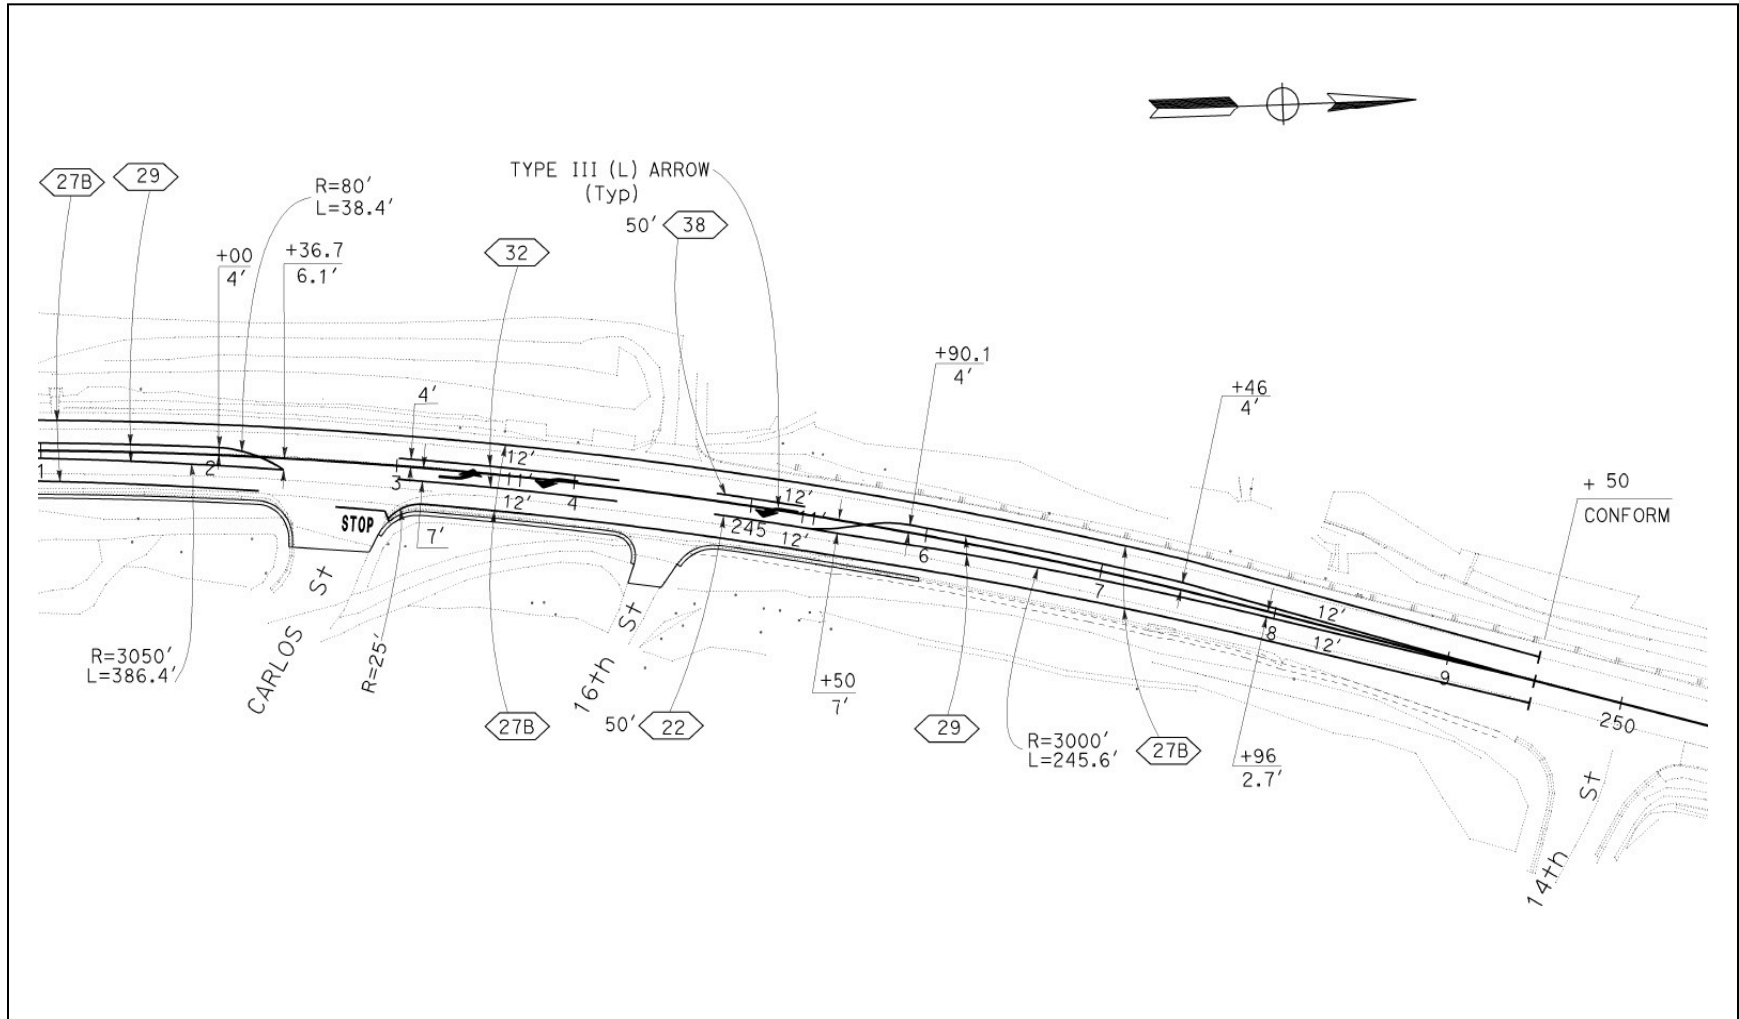 TYPE III (L) ARROW
(Typ)
27B
29
R=80'
L=38.4'
50' 38
+00
4'
+36.7
6.1'
32
+90.1
4'
+46
4'
4'
12'
1
2
3
11'
4
12'
12'
+ 50
CONFORM
STOP
7'
245
11'
12'
6
7
12'
8
12'
9
250
R=3050'
L=386.4'
CARLOS St
R=25'
16th St
27B
50' 22
+50
7'
29
R=3000'
L=245.6'
27B
+96
2.7'
14th St